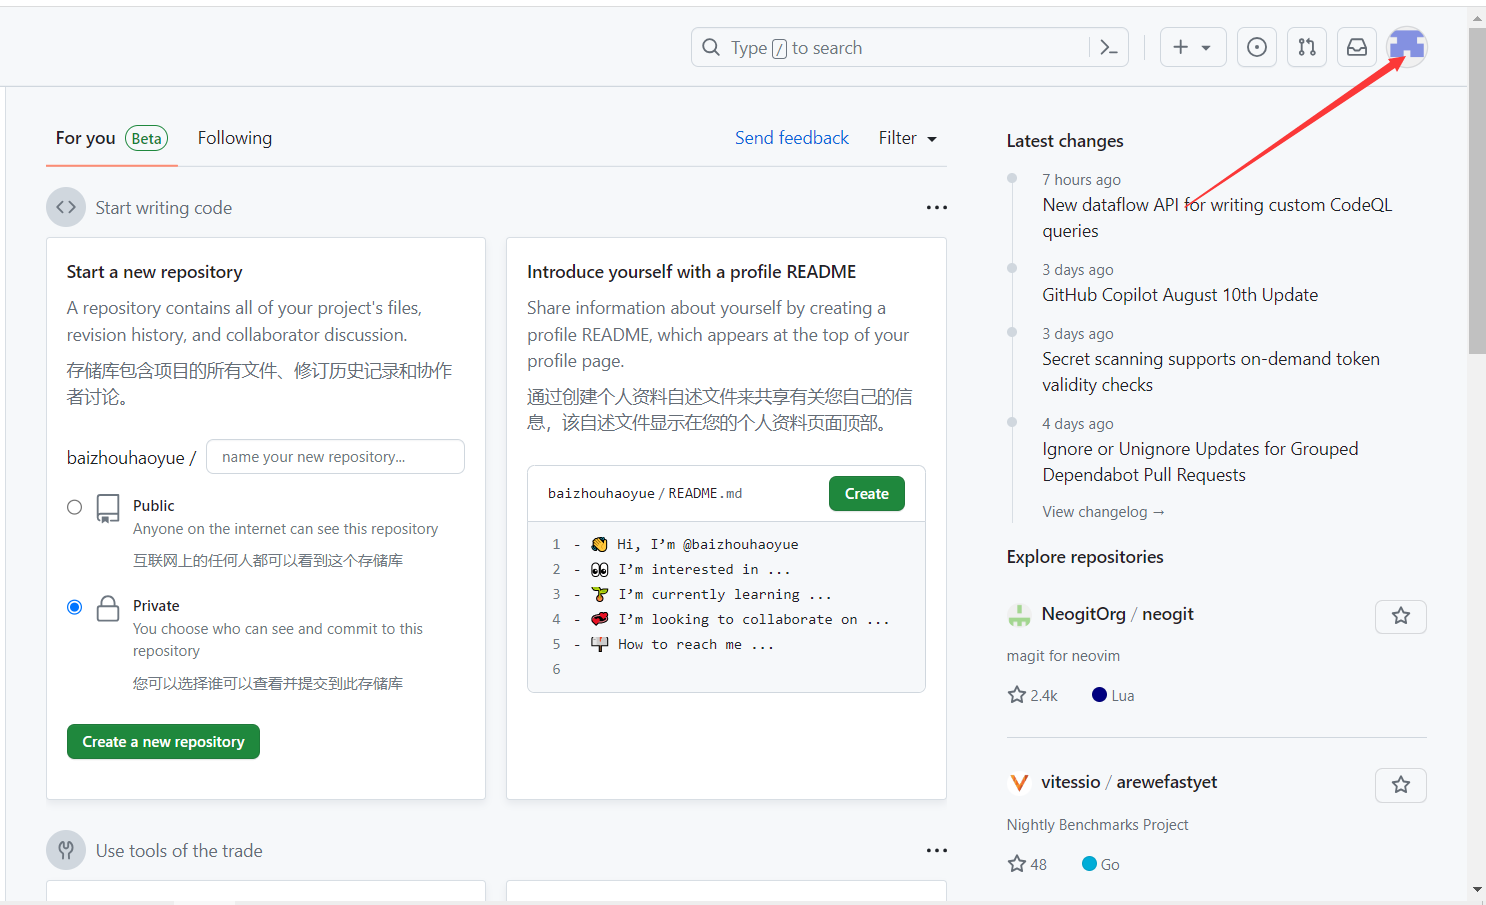 Type / to search
For you Beta
Following
Send feedback
Filter
Start writing code
Start a new repository
A repository contains all of your project's files,
revision history, and collaborator discussion.
存储库包含项目的所有文件、修订历史记录和协作
者讨论。
baizhouhaoyue /
name your new repository...
Public
Anyone on the internet can see this repository
互联网上的任何人都可以看到这个存储库
Private
You choose who can see and commit to this
repository
您可以选择谁可以查看并提交到此存储库
Create a new repository
Introduce yourself with a profile README
Share information about yourself by creating a
profile README, which appears at the top of your
profile page.
通过创建个人资料自述文件来共享有关您自己的信
息，该自述文件显示在您的个人资料页面顶部。
baizhouhaoyue / README.md
Create
1 - 👋 Hi, I’m @baizhouhaoyue
2 - 👀 I’m interested in ...
3 - 🌱 I’m currently learning ...
4 - 💞️ I’m looking to collaborate on ...
5 - 📫 How to reach me ...
6
Use tools of the trade
Latest changes
7 hours ago
New dataflow API for writing custom CodeQL
queries
3 days ago
GitHub Copilot August 10th Update
3 days ago
Secret scanning supports on-demand token
validity checks
4 days ago
Ignore or Unignore Updates for Grouped
Dependabot Pull Requests
View changelog →
Explore repositories
NeogitOrg / neogit
magit for neovim
2.4k
Lua
vitessio / arewefastyet
Nightly Benchmarks Project
48
Go